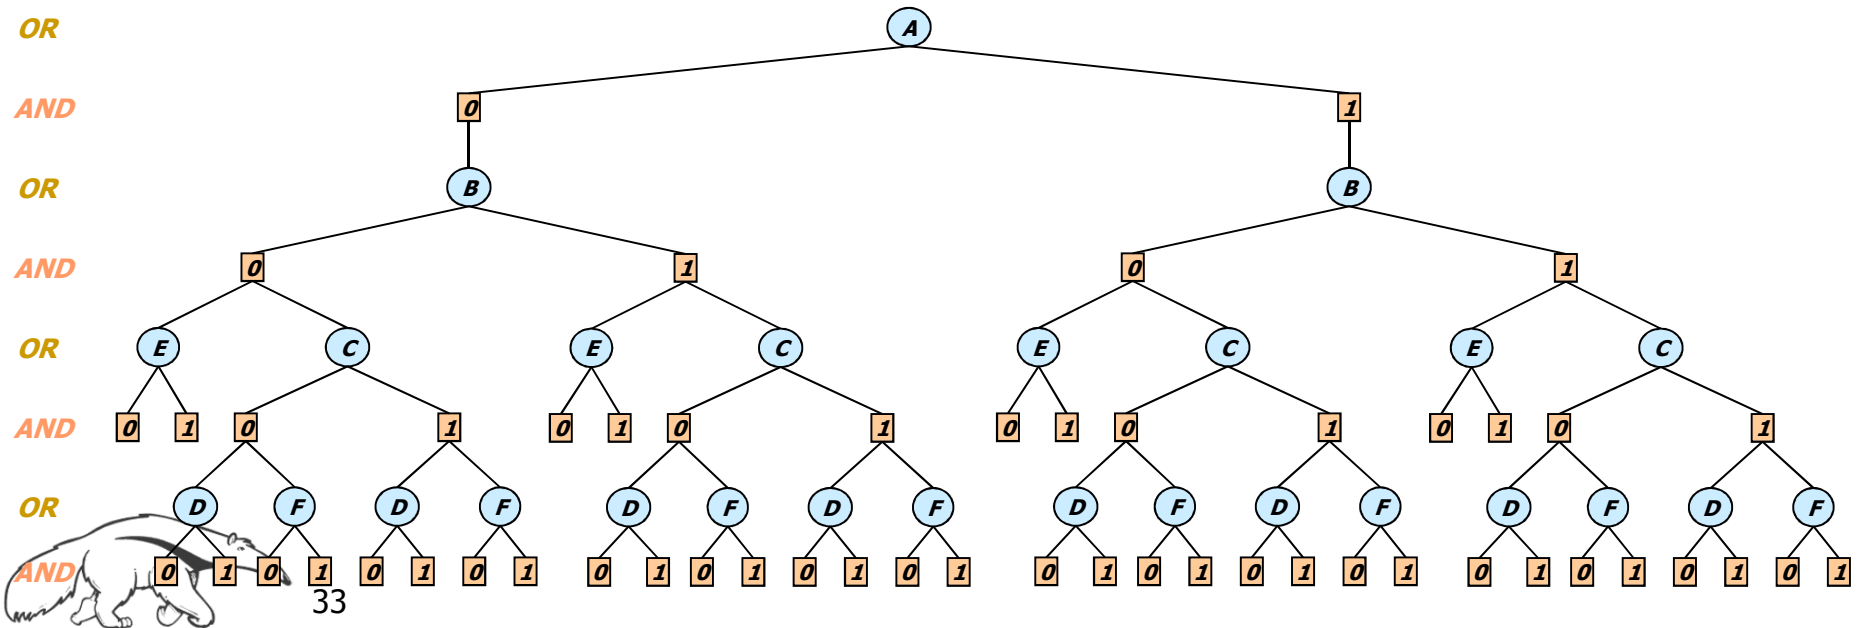 OR A
AND 0 1
OR B B
AND 0 1 0 1
OR E C E C E C E C
AND 0 1 0 1 0 1 0 1 0 1 0 1 0 1 0 1
OR D F D F D F D F D F D F D F D F
AND 0 1 0 1 0 1 0 1 0 1 0 1 0 1 0 1 0 1 0 1 0 1 0 1 0 1 0 1 0 1 0 1
33